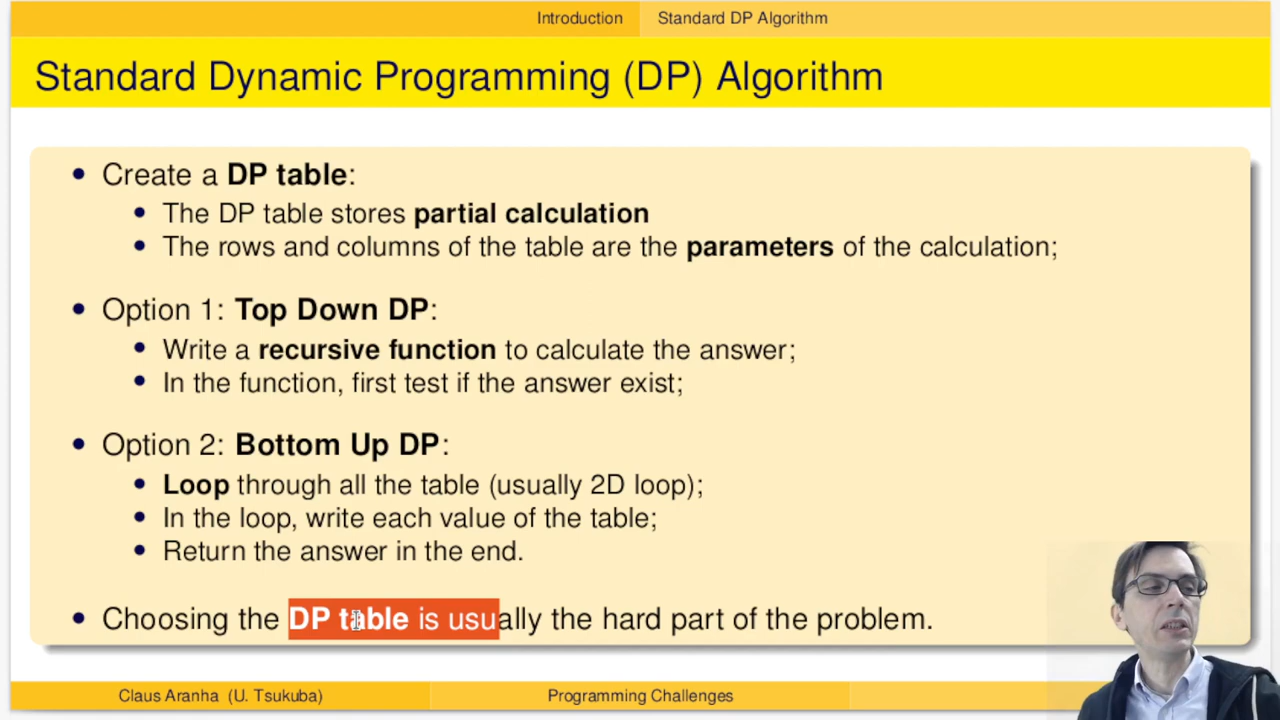 Introduction Standard DP Algorithm
Standard Dynamic Programming (DP) Algorithm
• Create a DP table:
• The DP table stores partial calculation
• The rows and columns of the table are the parameters of the calculation;
• Option 1: Top Down DP:
• Write a recursive function to calculate the answer;
• In the function, first test if the answer exist;
• Option 2: Bottom Up DP:
• Loop through all the table (usually 2D loop);
• In the loop, write each value of the table;
• Return the answer in the end.
• Choosing the DP table is usually the hard part of the problem.
Claus Aranha (U. Tsukuba) Programming Challenges